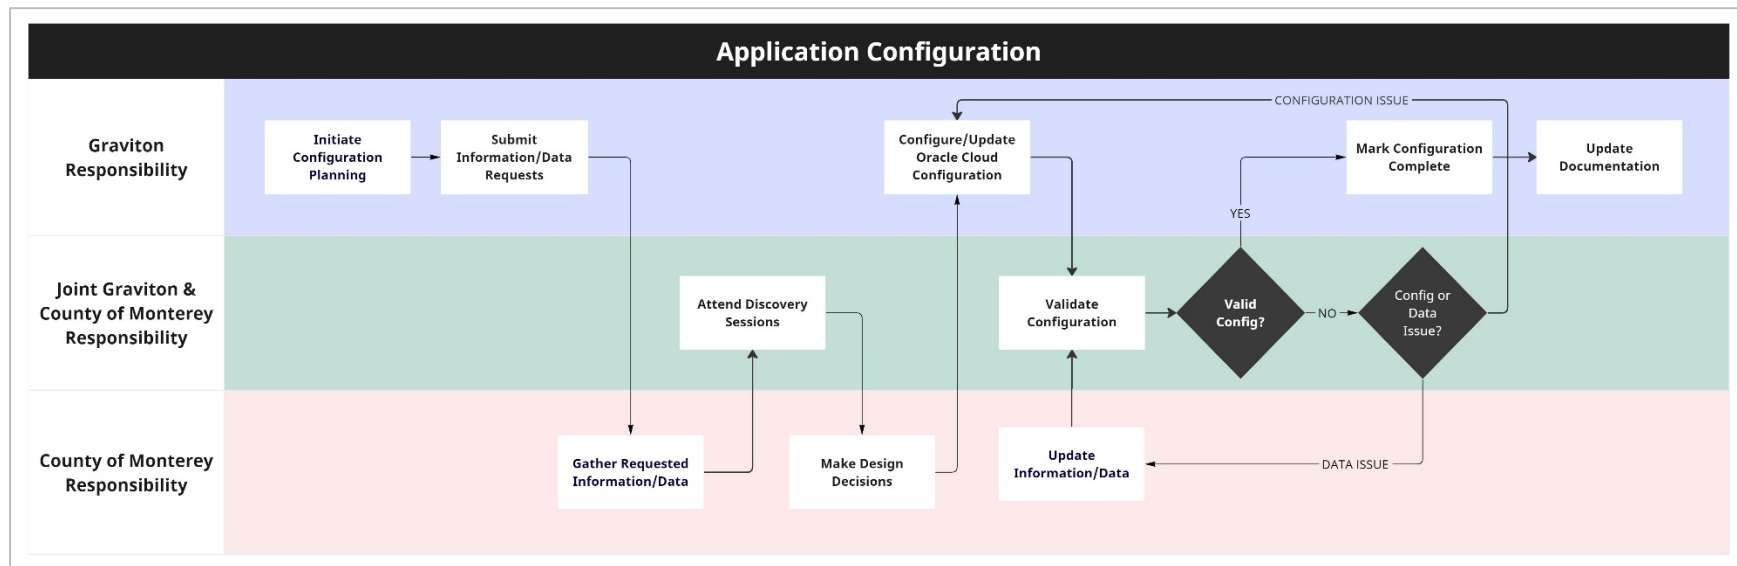 Application Configuration
Graviton
Responsibility
Initiate
Configuration
Planning
Submit
Information/Data
Requests
Configure/Update
Oracle Cloud
Configuration
CONFIGURATION ISSUE
Mark Configuration
Complete
Update
Documentation
YES
Joint Graviton &
County of Monterey
Responsibility
Attend Discovery
Sessions
Validate
Configuration
Valid
Config?
NO
Config or
Data
Issue?
County of Monterey
Responsibility
Gather Requested
Information/Data
Make Design
Decisions
Update
Information/Data
DATA ISSUE